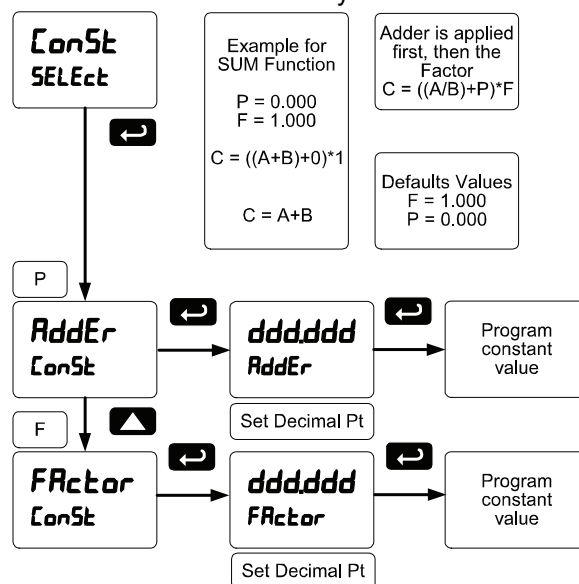 ConSt
SELEct
Example for
SUM Function
P = 0.000
F = 1.000
C = ((A+B)+0)*1
C = A+B
Adder is applied
first, then the
Factor
C = ((A/B)+P)*F
Defaults Values
F = 1.000
P = 0.000
P
AddEr
ConSt
ddd.ddd
AddEr
Program
constant
value
Set Decimal Pt
F
FActor
ConSt
ddd.ddd
FActor
Program
constant
value
Set Decimal Pt